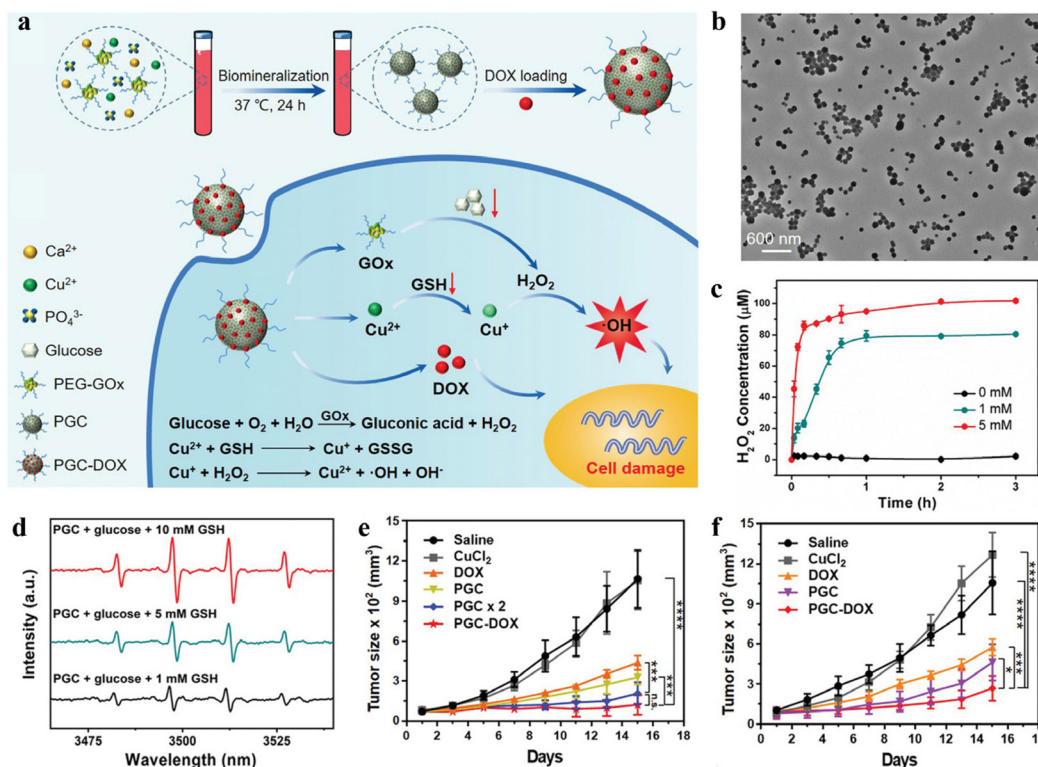 a
Biomineralization
37 °C, 24 h
DOX loading
Ca²⁺
Cu²⁺
PO₄³⁻
Glucose
PEG-GOx
PGC
PGC-DOX
GOx
H₂O₂
GSH
Cu²⁺
Cu⁺
·OH
DOX
Glucose + O₂ + H₂O GOx Gluconic acid + H₂O₂
Cu²⁺ + GSH Cu⁺ + GSSG
Cu⁺ + H₂O₂ Cu²⁺ + ·OH + OH⁻
Cell damage
b
600 nm
c
H₂O₂ Concentration (μM)
100
80
60
40
20
0
0 mM
1 mM
5 mM
0 1 2 3
Time (h)
d
Intensity (a.u.)
PGC + glucose + 10 mM GSH
PGC + glucose + 5 mM GSH
PGC + glucose + 1 mM GSH
3475 3500 3525
Wavelength (nm)
e
Tumor size x 10² (mm³)
15
12
9
6
3
0
Saline
CuCl₂
DOX
PGC
PGC x 2
PGC-DOX
****
***
n.s
0 2 4 6 8 10 12 14 16 18
Days
f
Tumor size x 10² (mm³)
15
12
9
6
3
0
Saline
CuCl₂
DOX
PGC
PGC-DOX
****
****
***
*
0 2 4 6 8 10 12 14 16 18
Days